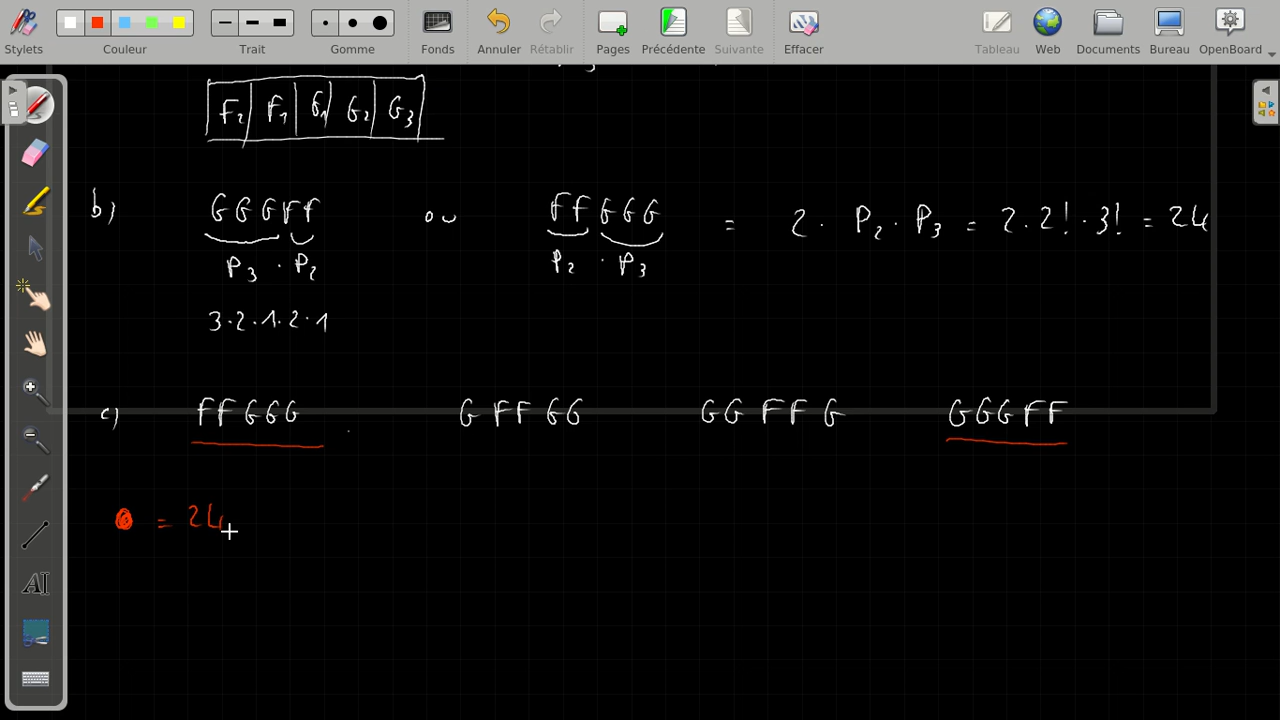 Stylets Couleur Trait Gomme Fonds Annuler Rétablir Pages Précédente Suivante Effacer Tableau Web Documents Bureau OpenBoard
F₂ F₁ G₁ G₂ G₃
b) GGGFF ou FFGGG = 2 · P₂ · P₃ = 2 · 2! · 3! = 24
P₃ · P₂ P₂ · P₃
3·2·1·2·1
c) FFGGG GFFGG GGFFG GGGFF
= 24
AI